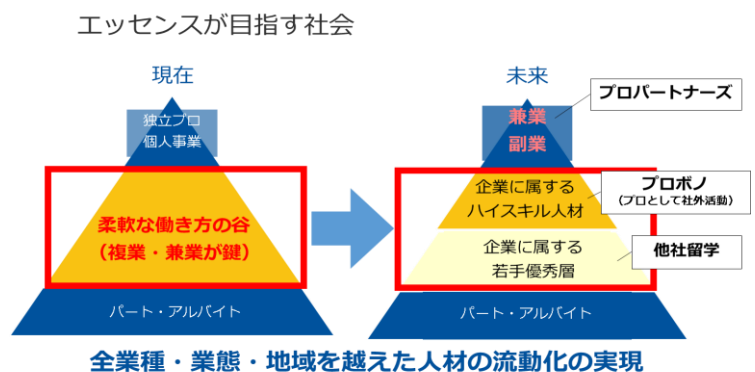 エッセンスが目指す社会
現在
独立プロ
個人事業
柔軟な働き方の谷
（複業・兼業が鍵）
パート・アルバイト
未来
兼業
副業
プロパートナーズ
企業に属する
ハイスキル人材
プロボノ
（プロとして社外活動）
企業に属する
若手優秀層
他社留学
パート・アルバイト
全業種・業態・地域を越えた人材の流動化の実現